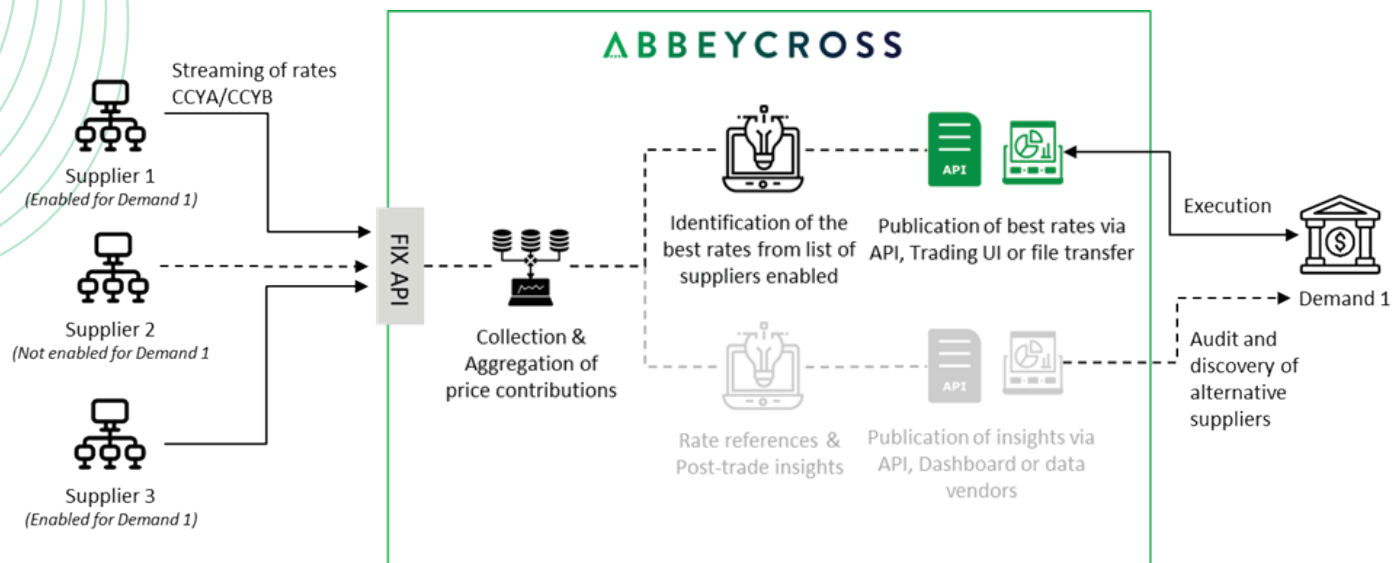 ABBEYCROSS
Streaming of rates
CCYA/CCYB
Supplier 1
(Enabled for Demand 1)
Supplier 2
(Not enabled for Demand 1
Supplier 3
(Enabled for Demand 1)
FIX API
Collection &
Aggregation of
price contributions
Identification of the
best rates from list of
suppliers enabled
API
Publication of best rates via
API, Trading UI or file transfer
Rate references &
Post-trade insights
API
Publication of insights via
API, Dashboard or data
vendors
Execution
$
Demand 1
Audit and
discovery of
alternative
suppliers